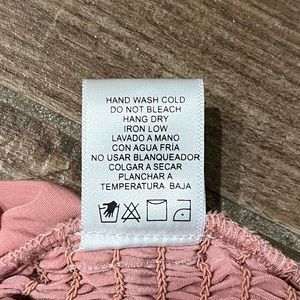 HAND WASH COLD
DO NOT BLEACH
HANG DRY
IRON LOW
LAVADO A MANO
CON AGUA FRÍA
NO USAR BLANQUEADOR
COLGAR A SECAR
PLANCHAR A
TEMPERATURA BAJA